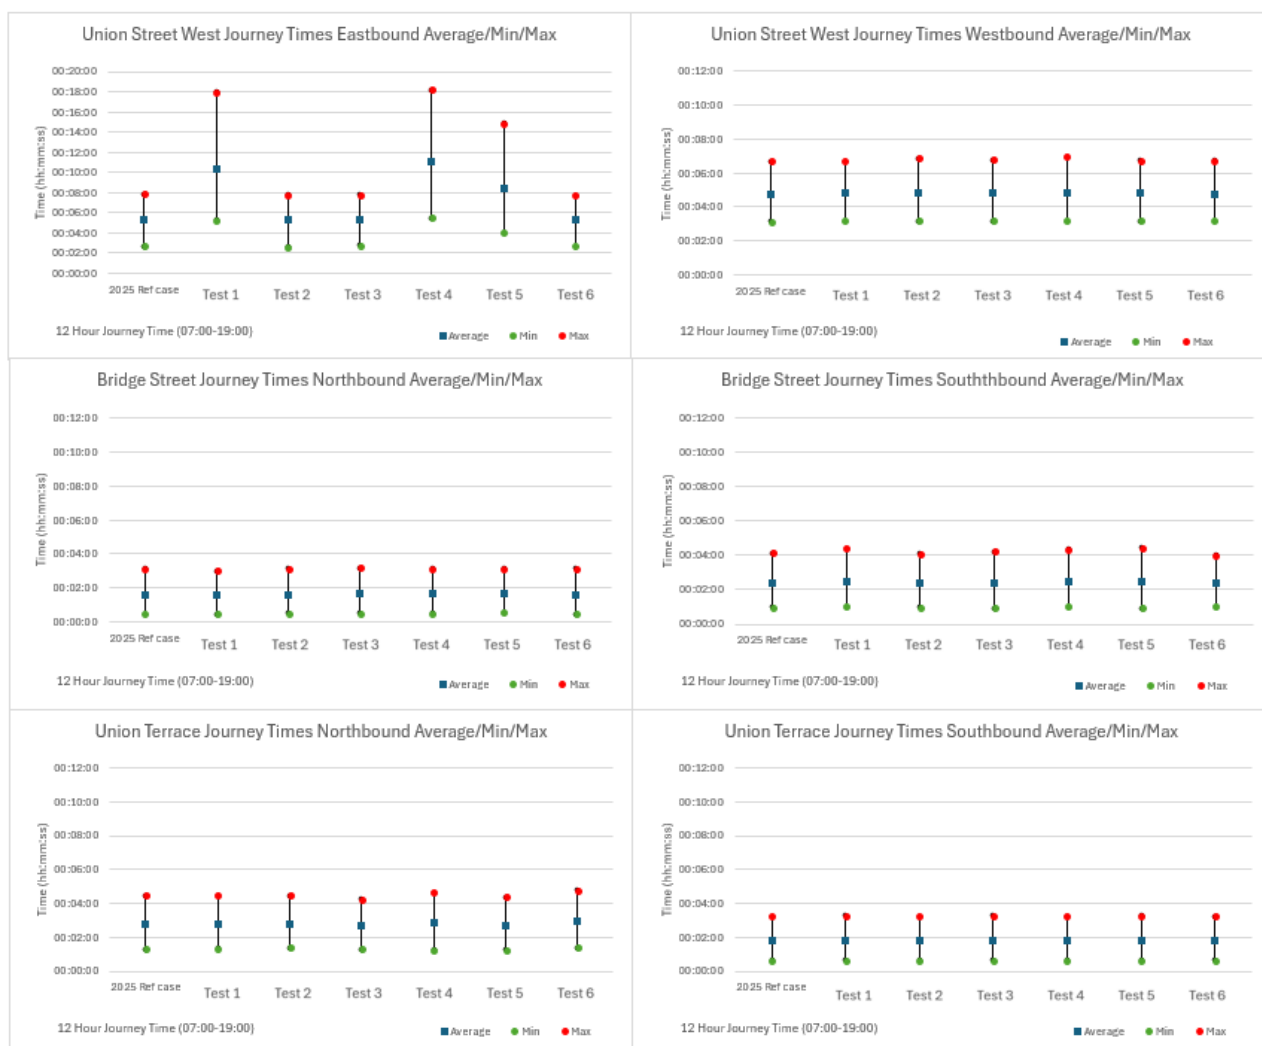 Union Street West Journey Times Eastbound Average/Min/Max
Time (hh:mm:ss)
00:20:00
00:18:00
00:16:00
00:14:00
00:12:00
00:10:00
00:08:00
00:06:00
00:04:00
00:02:00
00:00:00
2025 Ref case Test 1 Test 2 Test 3 Test 4 Test 5 Test 6
12 Hour Journey Time (07:00-19:00)
Average Min Max
Union Street West Journey Times Westbound Average/Min/Max
Time (hh:mm:ss)
00:12:00
00:10:00
00:08:00
00:06:00
00:04:00
00:02:00
00:00:00
2025 Ref case Test 1 Test 2 Test 3 Test 4 Test 5 Test 6
12 Hour Journey Time (07:00-19:00)
Average Min Max
Bridge Street Journey Times Northbound Average/Min/Max
Time (hh:mm:ss)
00:12:00
00:10:00
00:08:00
00:06:00
00:04:00
00:02:00
00:00:00
2025 Ref case Test 1 Test 2 Test 3 Test 4 Test 5 Test 6
12 Hour Journey Time (07:00-19:00)
Average Min Max
Bridge Street Journey Times Souththbound Average/Min/Max
Time (hh:mm:ss)
00:12:00
00:10:00
00:08:00
00:06:00
00:04:00
00:02:00
00:00:00
2025 Ref case Test 1 Test 2 Test 3 Test 4 Test 5 Test 6
12 Hour Journey Time (07:00-19:00)
Average Min Max
Union Terrace Journey Times Northbound Average/Min/Max
Time (hh:mm:ss)
00:12:00
00:10:00
00:08:00
00:06:00
00:04:00
00:02:00
00:00:00
2025 Ref case Test 1 Test 2 Test 3 Test 4 Test 5 Test 6
12 Hour Journey Time (07:00-19:00)
Average Min Max
Union Terrace Journey Times Southbound Average/Min/Max
Time (hh:mm:ss)
00:12:00
00:10:00
00:08:00
00:06:00
00:04:00
00:02:00
00:00:00
2025 Ref case Test 1 Test 2 Test 3 Test 4 Test 5 Test 6
12 Hour Journey Time (07:00-19:00)
Average Min Max